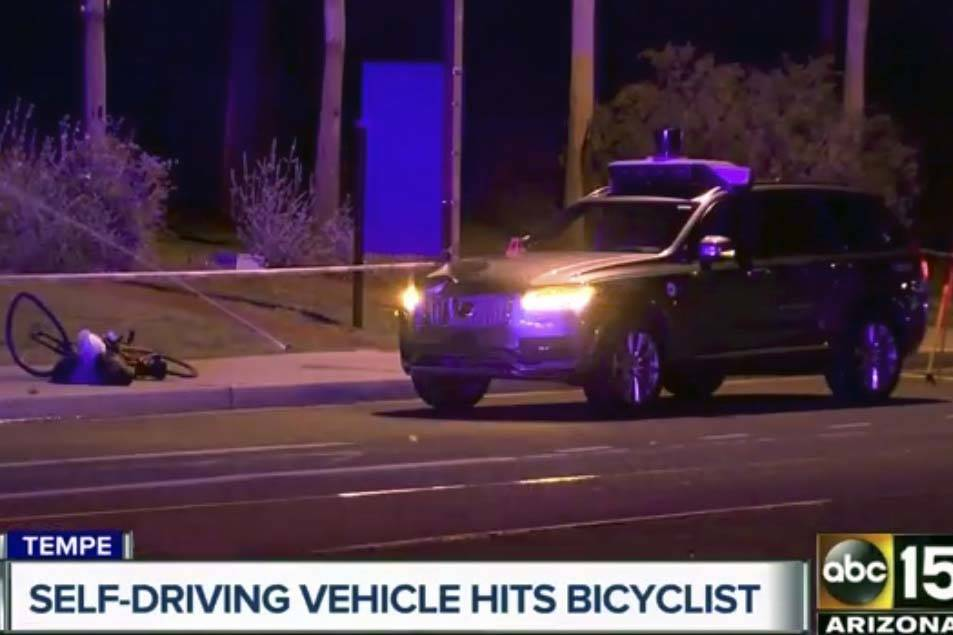 TEMPE
SELF-DRIVING VEHICLE HITS BICYCLIST
abc 15
ARIZONA